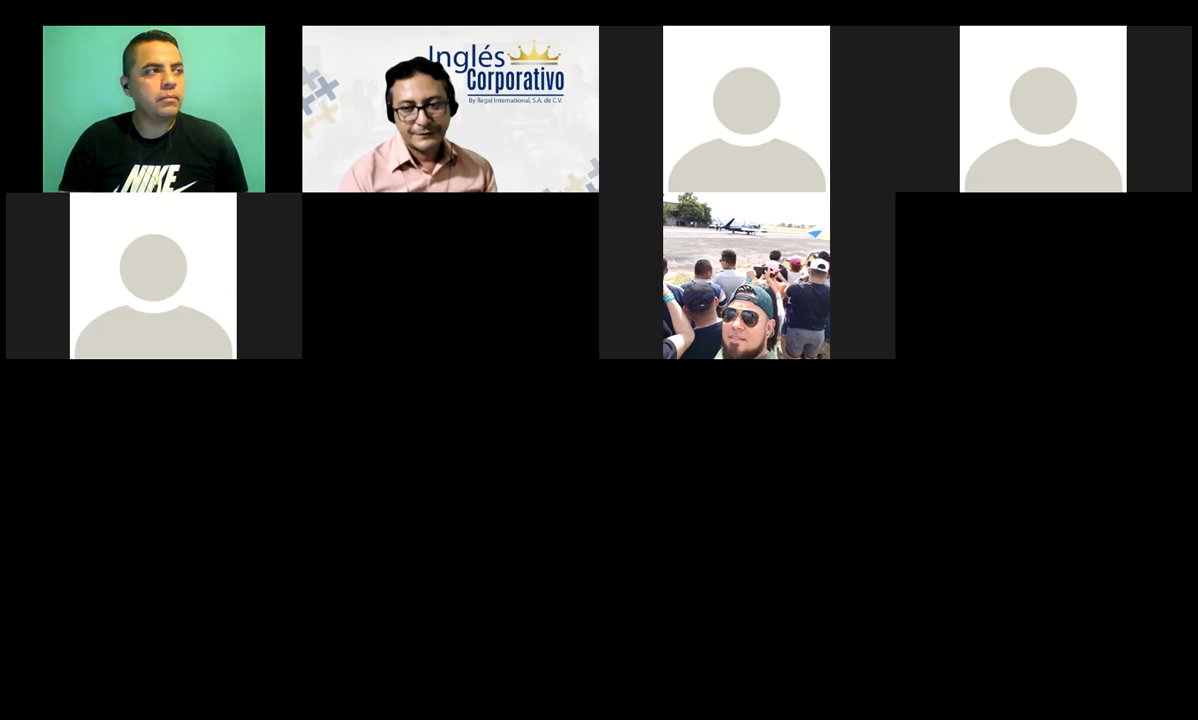 Inglés
Corporativo
By Ilegal International, S.A. de C.V.
NIKE